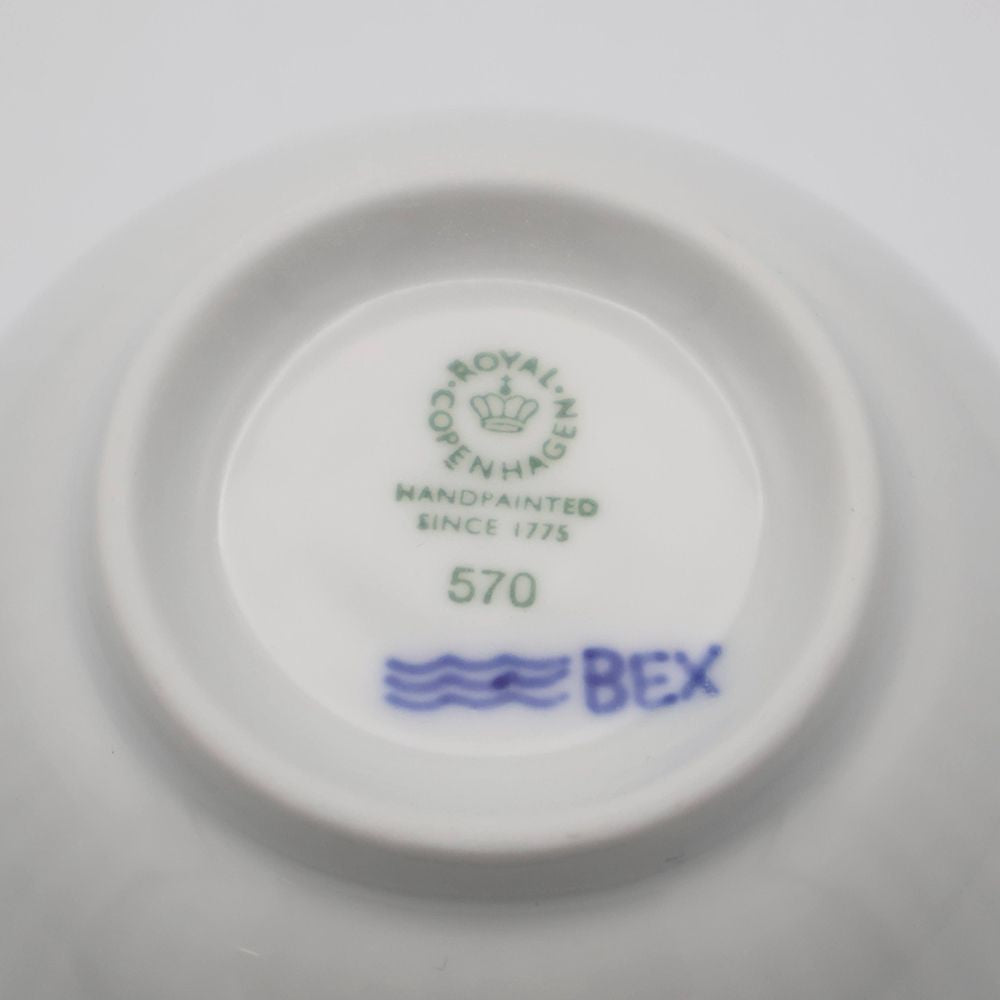 ROYAL
COPENHAGEN
HANDPAINTED
SINCE 1775
570
BEX